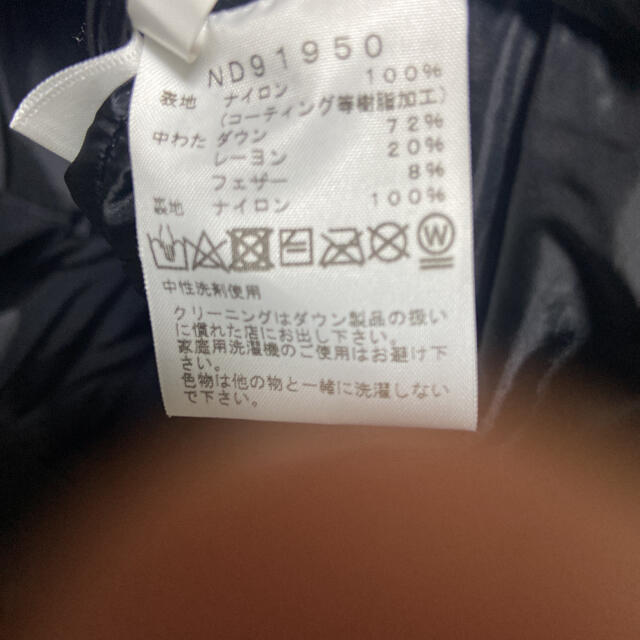 ND91950
表地 ナイロン 100%
(コーティング等樹脂加工)
中わた ダウン 72%
レーヨン 20%
フェザー 8%
裏地 ナイロン 100%
W
中性洗剤使用
クリーニングはダウン製品の扱い
に慣れた店にお出し下さい。
家庭用洗濯機のご使用はお避け下
さい。
色物は他の物と一緒に洗濯しない
で下さい。